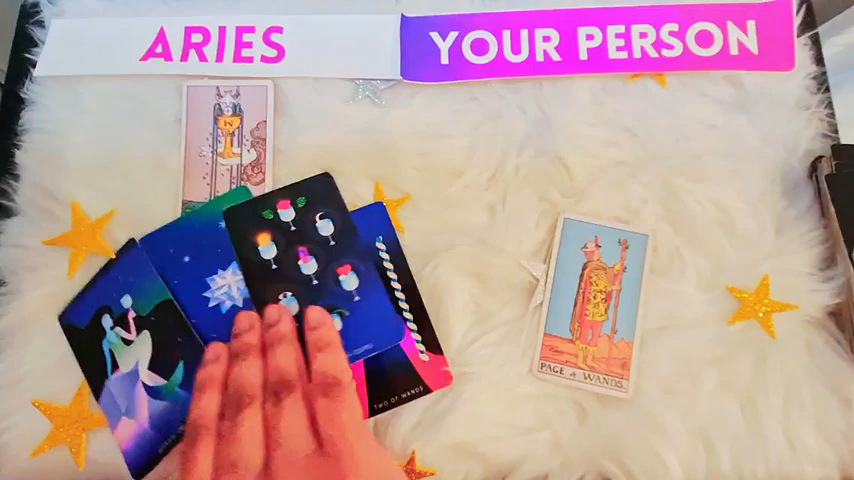 ARIES
YOUR PERSON
PAGE of WANDS.
TWO OF WANDS